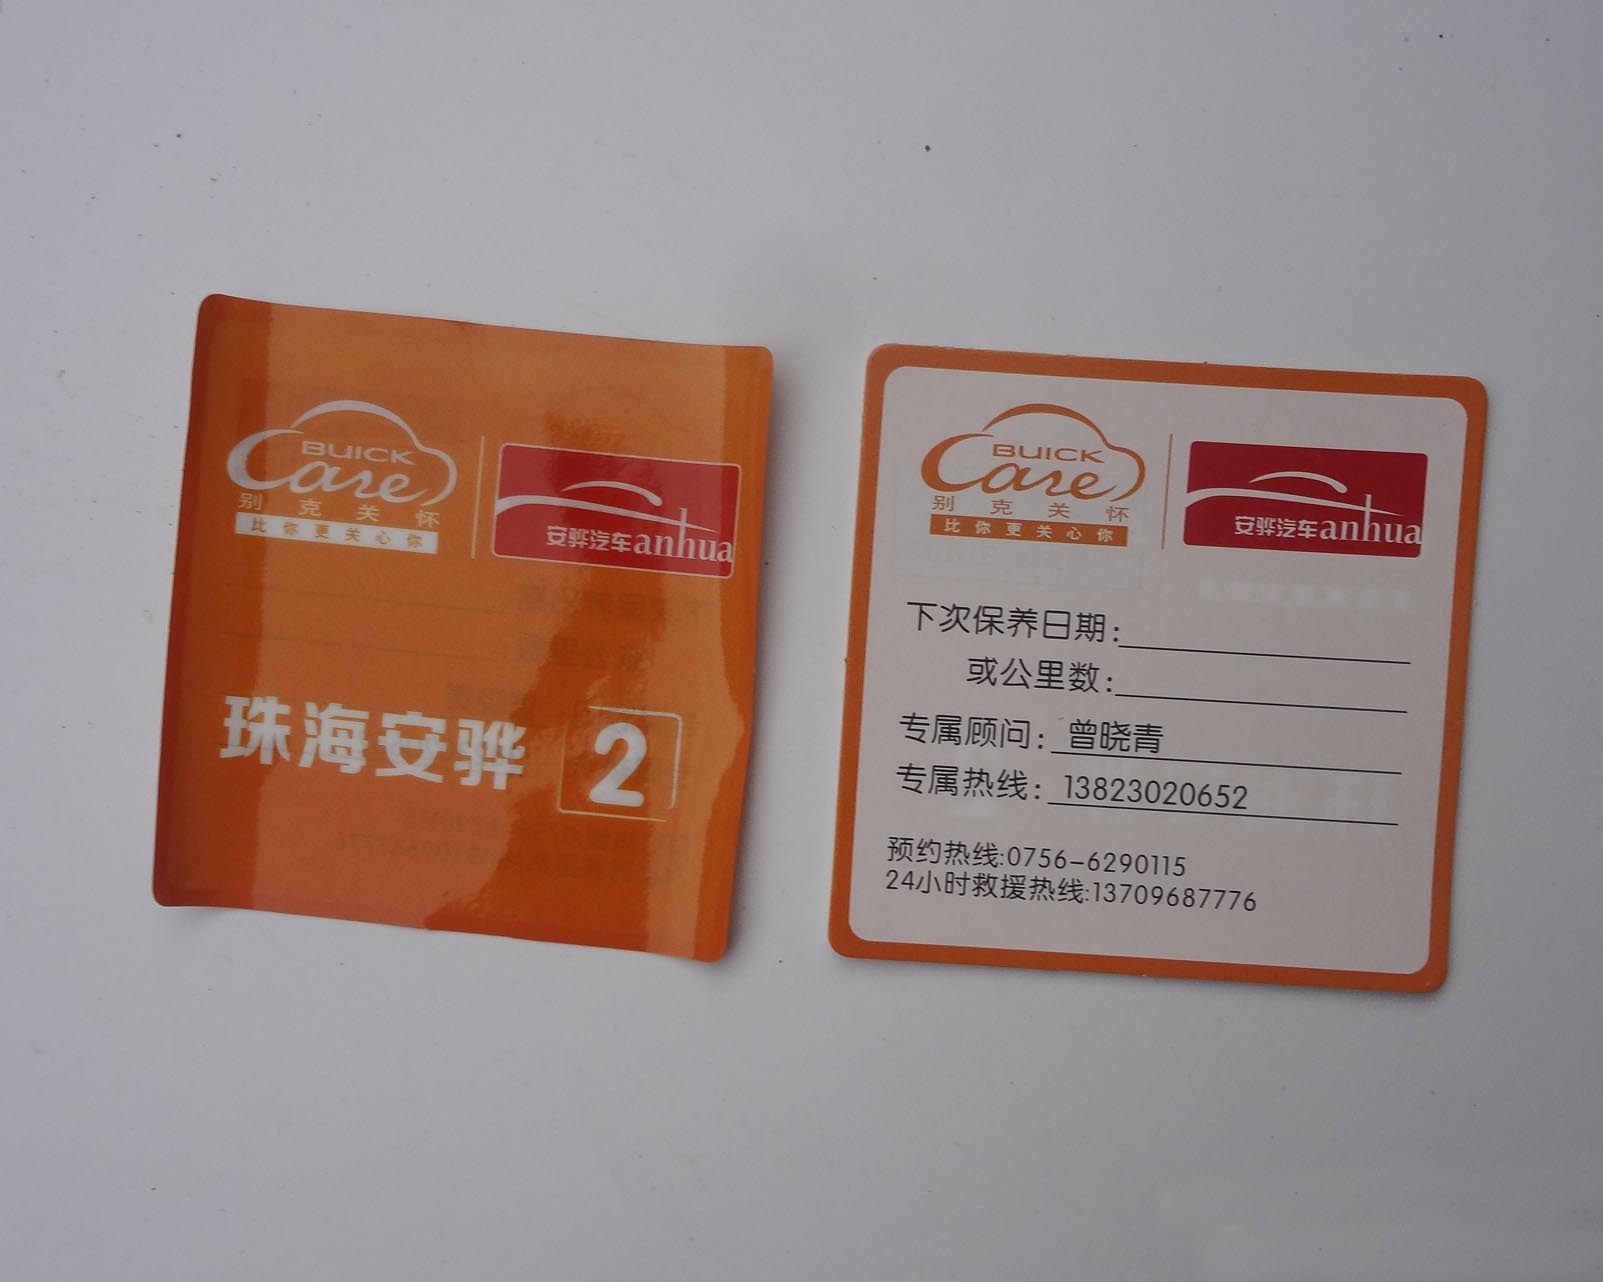 BUICK
Care
别克关怀
比你更关心你
安骅汽车anhua
珠海安骅 2
BUICK
Care
别克关怀
比你更关心你
安骅汽车anhua
下次保养日期:
或公里数:
专属顾问: 曾晓青
专属热线: 13823020652
预约热线:0756-6290115
24小时救援热线:13709687776